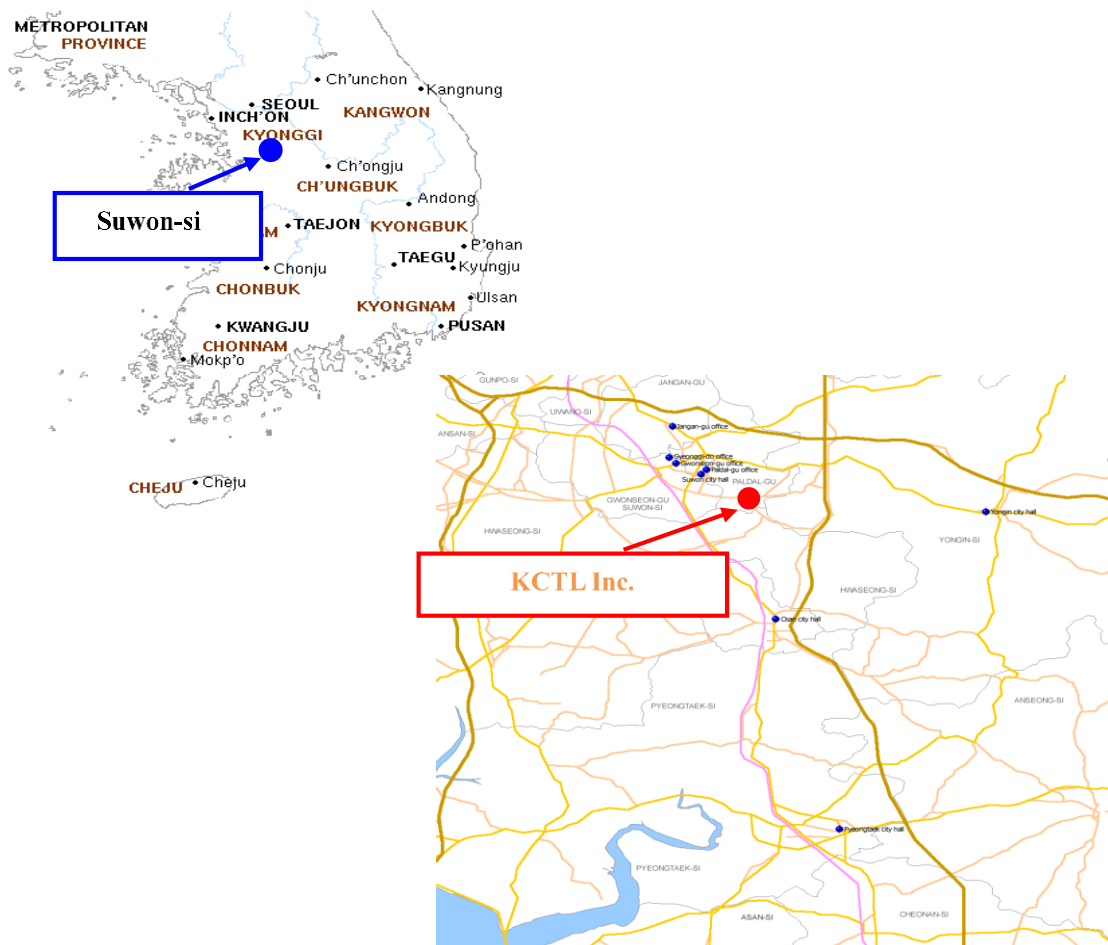 METROPOLITAN
PROVINCE
Ch'unchon
Kangnung
SEOUL
INCH'ON
KANGWON
KYONGGI
Ch'ongju
CH'UNGBUK
Andong
Suwon-si
TAEJON
KYONGBUK
AM
P'ohan
TAEGU
Kyungju
Chonju
CHONBUK
Ulsan
KYONGNAM
KWANGJU
PUSAN
CHONNAM
Mokp'o
CHEJU
Cheju
GUNPO-SI
JANGAN-GU
UIWANG-SI
Jangan-gu office
ANSAN-SI
Gyeonggi-do office
Gwonseon-gu office
Paldal-gu office
Suwon city hall
PALDAL-GU
GWONSEON-GU
SUWON-SI
Yongin city hall
HWASEONG-SI
YONGIN-SI
KCTL Inc.
HWASEONG-SI
Osan city hall
PYEONGTAEK-SI
ANSEONG-SI
Pyeongtaek city hall
PYEONGTAEK-SI
ASAN-SI
CHEONAN-SI